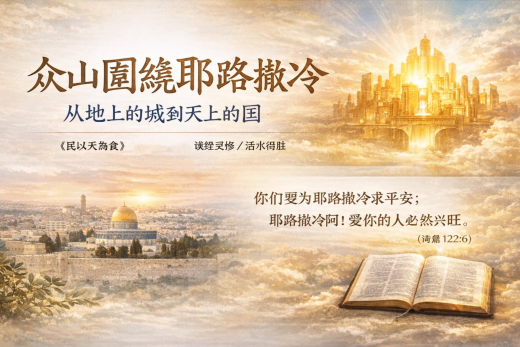 众山圍繞耶路撒冷
从地上的城到天上的国
《民以天為食》 读经灵修／活水得胜
你们要为耶路撒冷求平安；
耶路撒冷阿！爱你的人必然兴旺。
（诗篇 122:6）